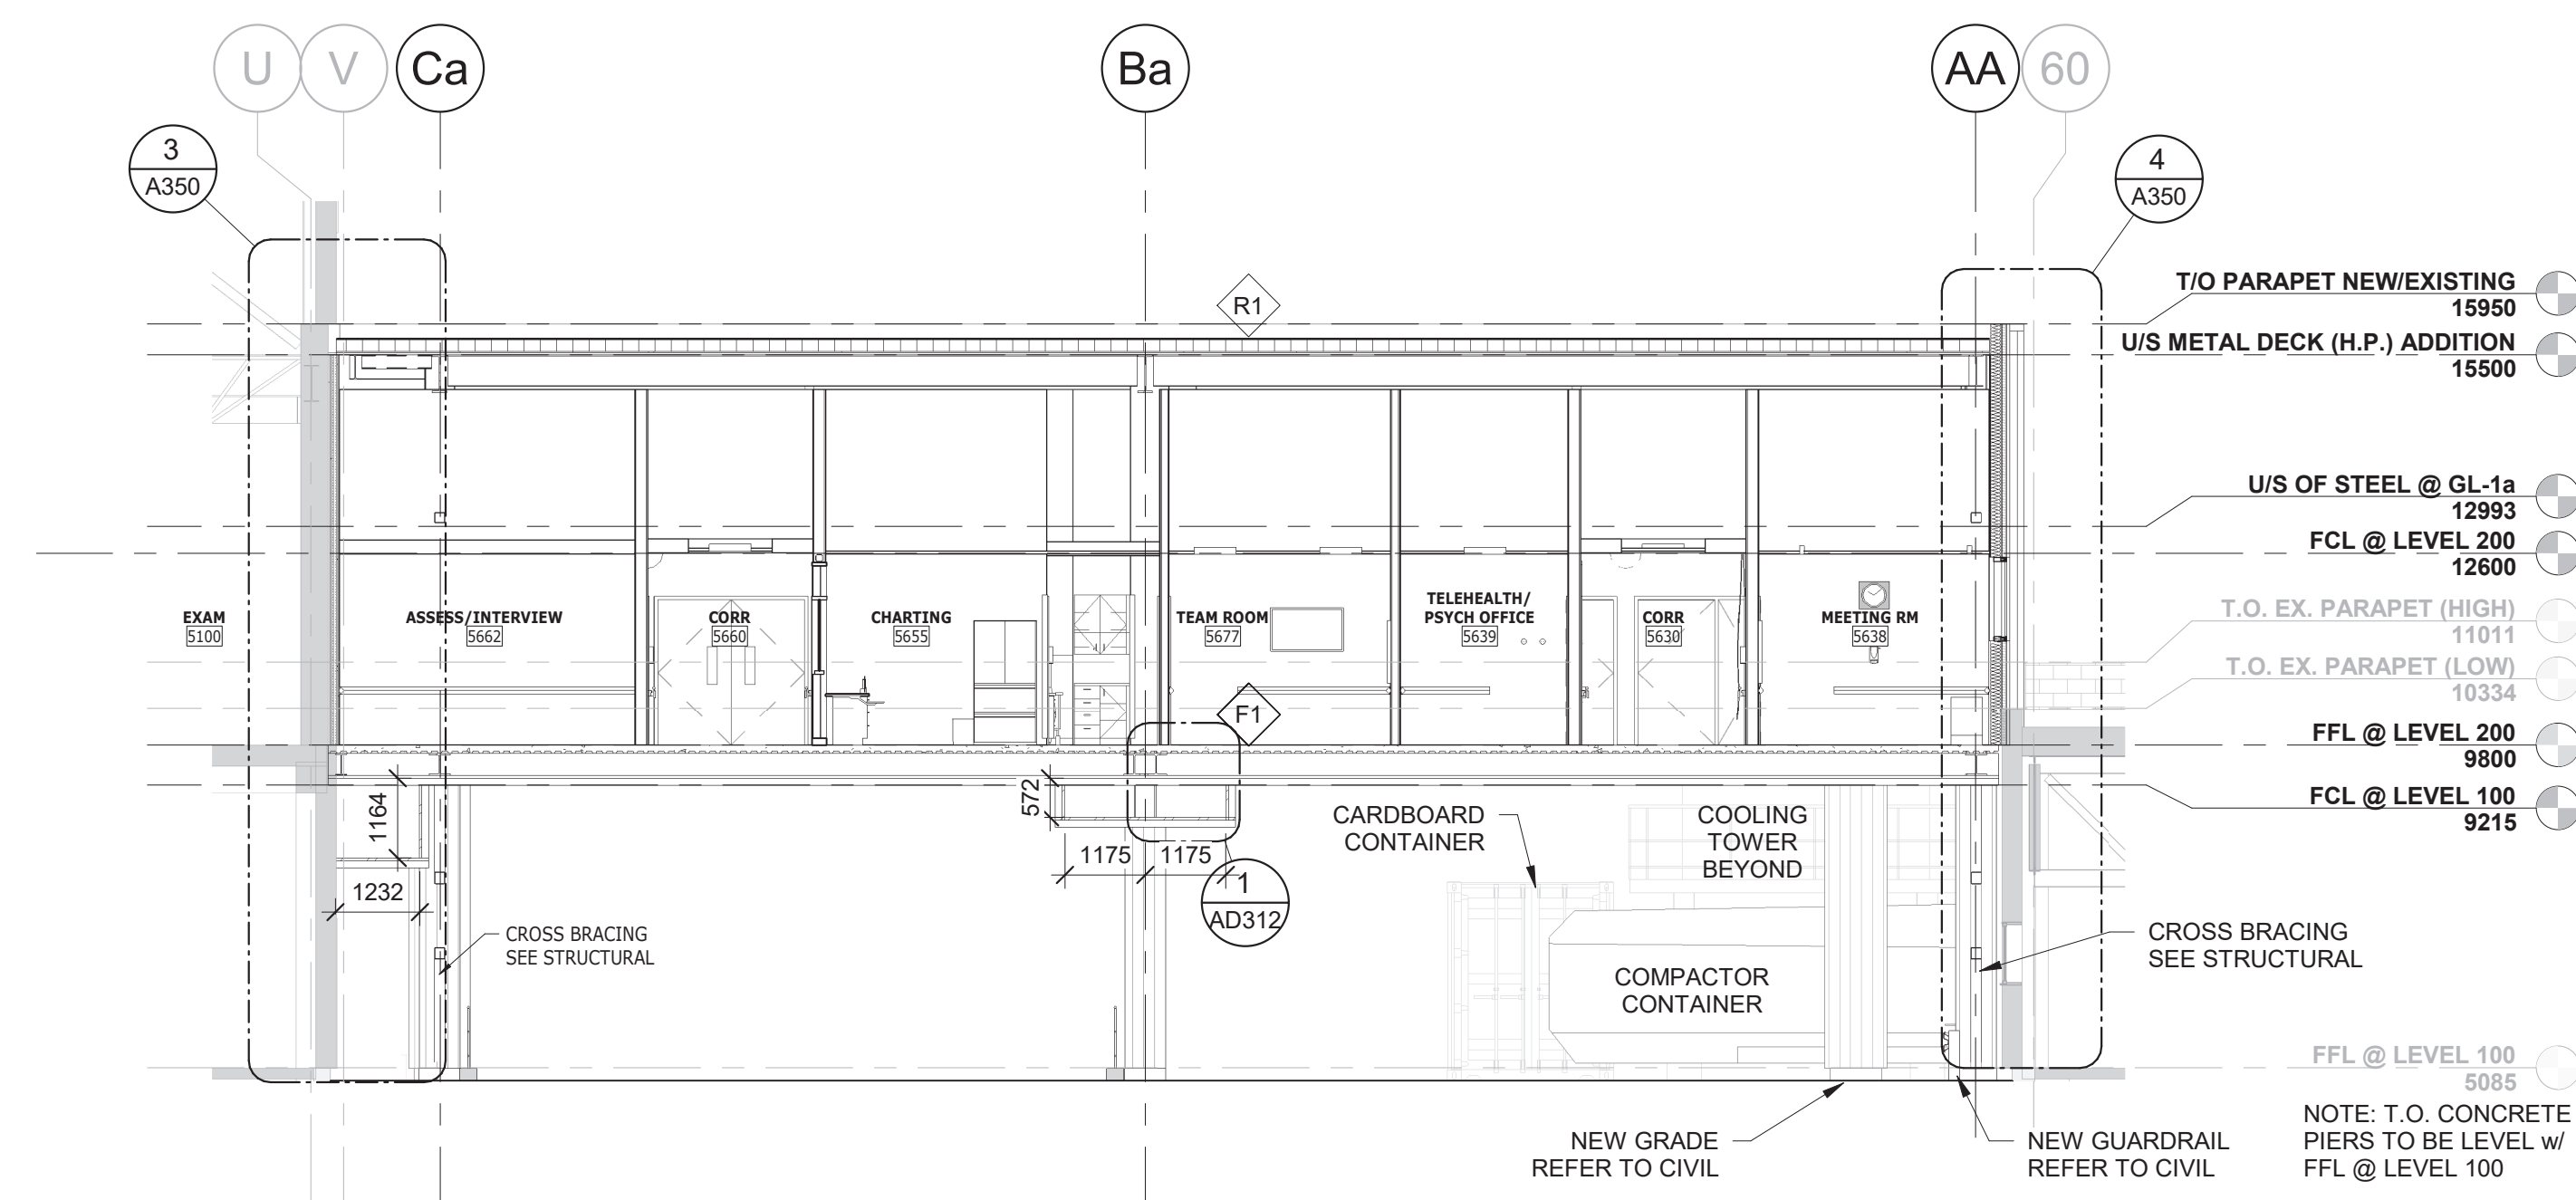 U
V
Ca
Ba
AA
60
3
A350
4
A350
R1
T/O PARAPET NEW/EXISTING
15950
U/S METAL DECK (H.P.) ADDITION
15500
U/S OF STEEL @ GL-1a
12993
FCL @ LEVEL 200
12600
T.O. EX. PARAPET (HIGH)
11011
T.O. EX. PARAPET (LOW)
10334
FFL @ LEVEL 200
9800
FCL @ LEVEL 100
9215
EXAM
5100
ASSESS/INTERVIEW
5662
CORR
5660
CHARTING
5655
TEAM ROOM
5677
TELEHEALTH/
PSYCH OFFICE
5639
CORR
5630
MEETING RM
5638
F1
1164
572
1175
1175
1232
1
AD312
CARDBOARD
CONTAINER
COOLING
TOWER
BEYOND
COMPACTOR
CONTAINER
CROSS BRACING
SEE STRUCTURAL
CROSS BRACING
SEE STRUCTURAL
FFL @ LEVEL 100
5085
NEW GRADE
REFER TO CIVIL
NEW GUARDRAIL
REFER TO CIVIL
NOTE: T.O. CONCRETE
PIERS TO BE LEVEL w/
FFL @ LEVEL 100